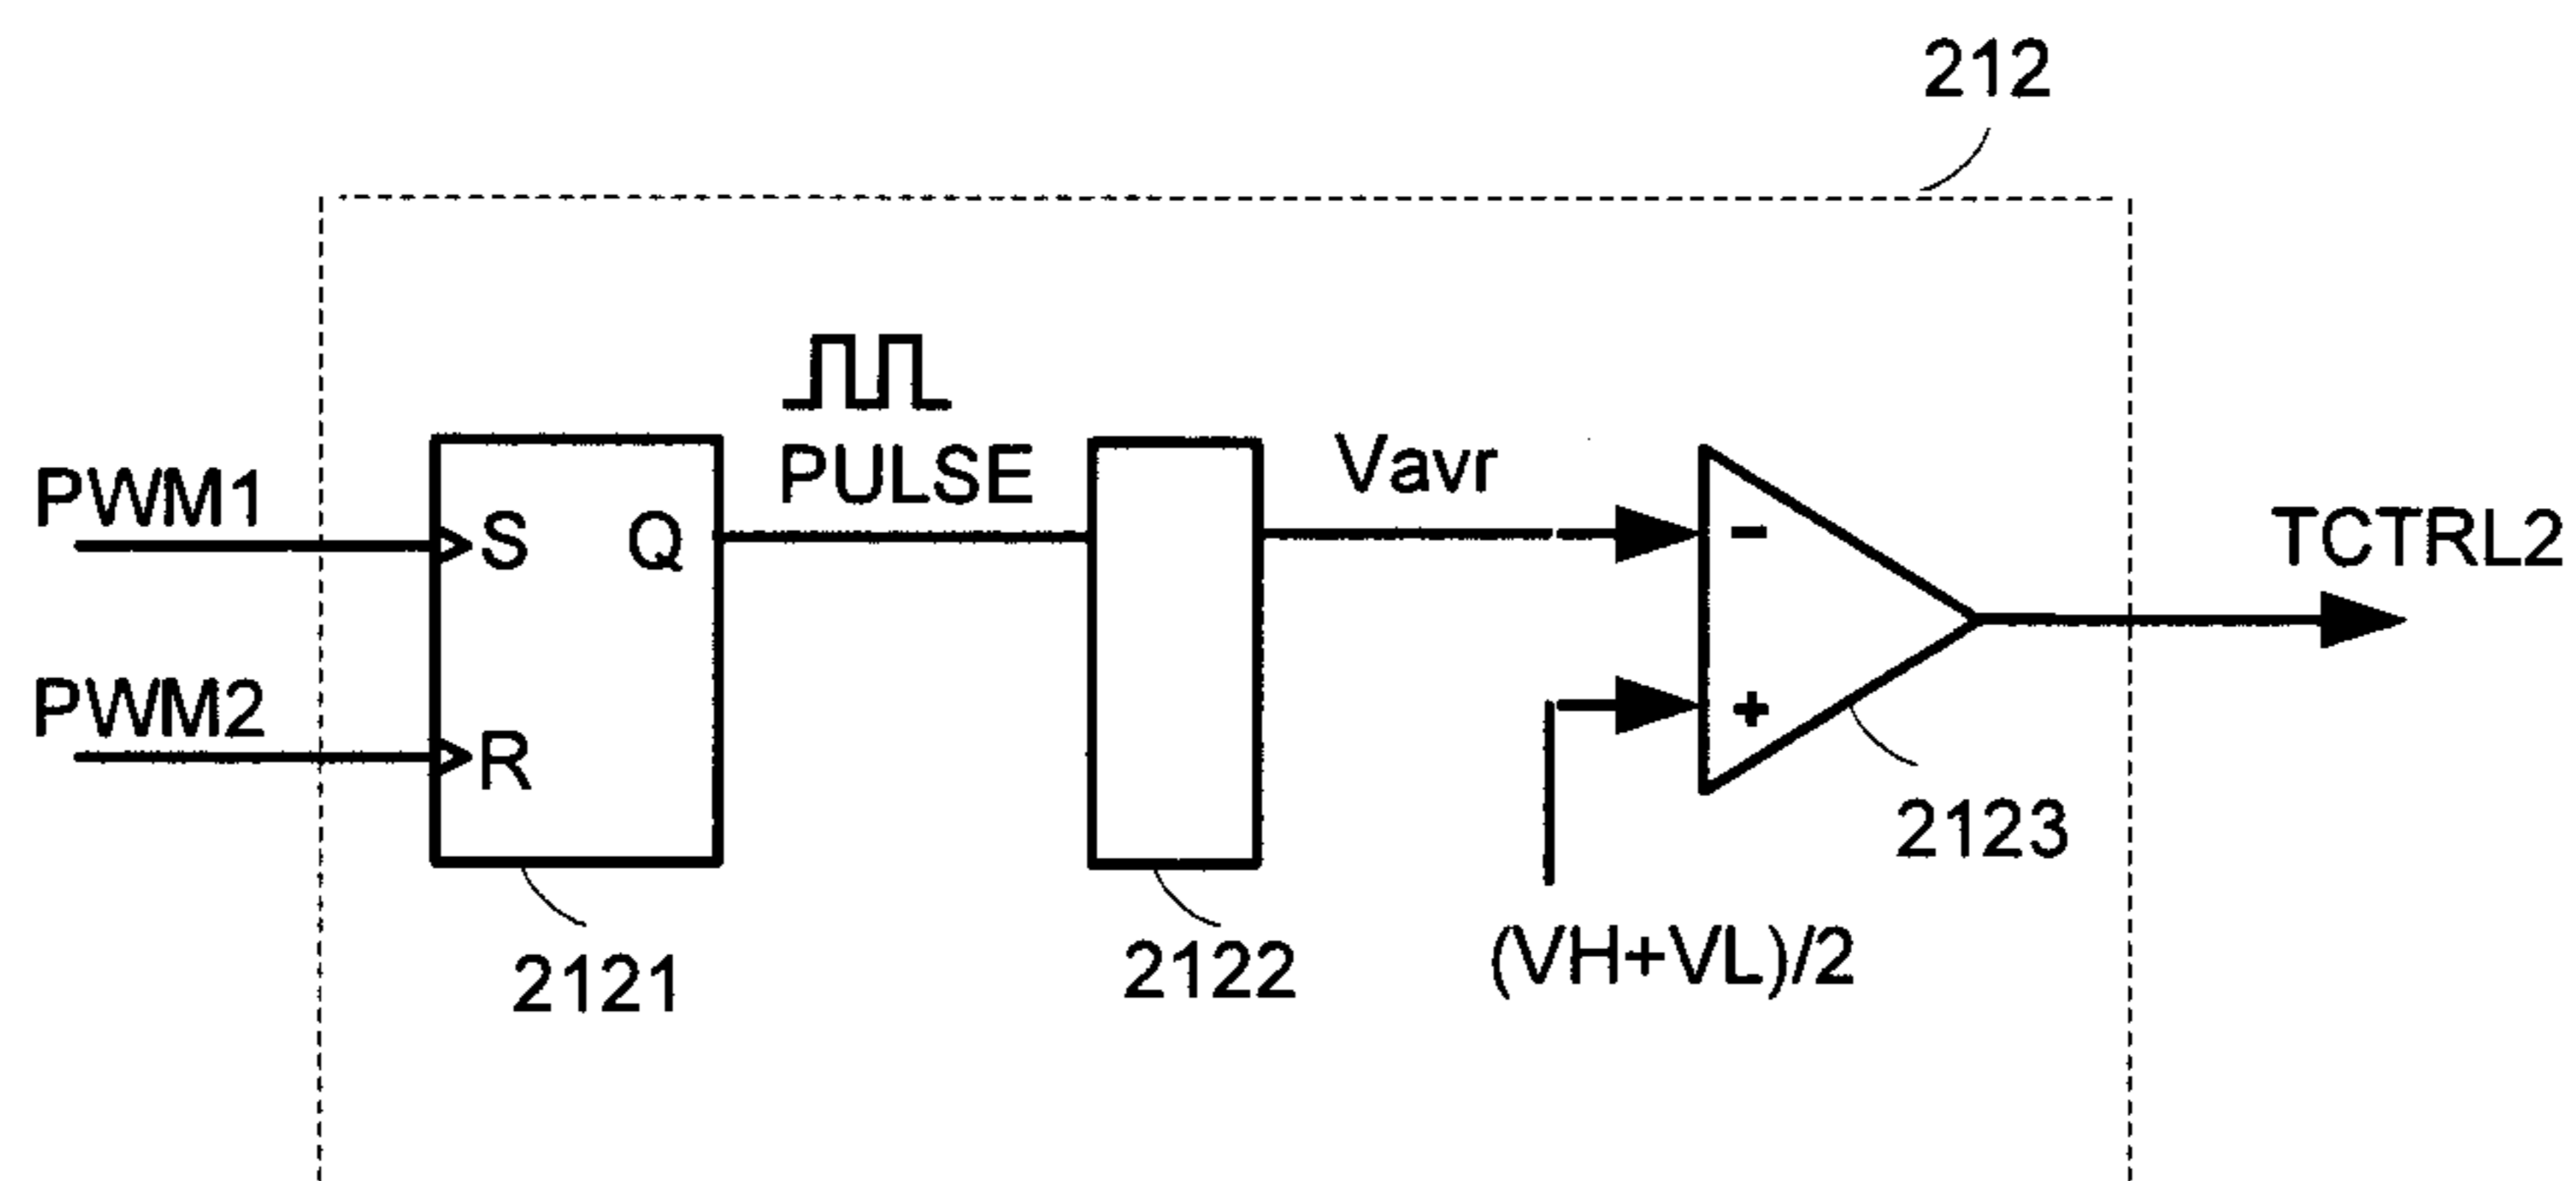 212
PULSE
Vavr
PWM1
S
Q
-
TCTRL2
PWM2
R
+
2123
2121
2122
(VH+VL)/2